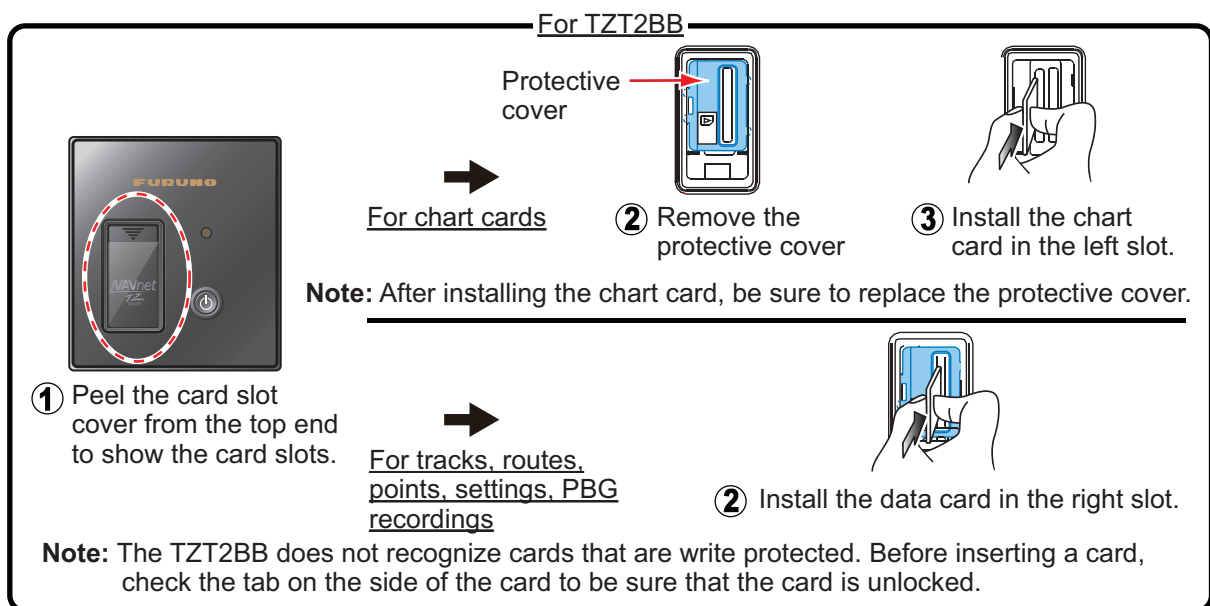 For TZT2BB
Protective
cover
FURUNO
NAVnet
TZ
For chart cards
② Remove the
protective cover
③ Install the chart
card in the left slot.
Note: After installing the chart card, be sure to replace the protective cover.
① Peel the card slot
cover from the top end
to show the card slots.
For tracks, routes,
points, settings, PBG
recordings
② Install the data card in the right slot.
Note: The TZT2BB does not recognize cards that are write protected. Before inserting a card,
check the tab on the side of the card to be sure that the card is unlocked.